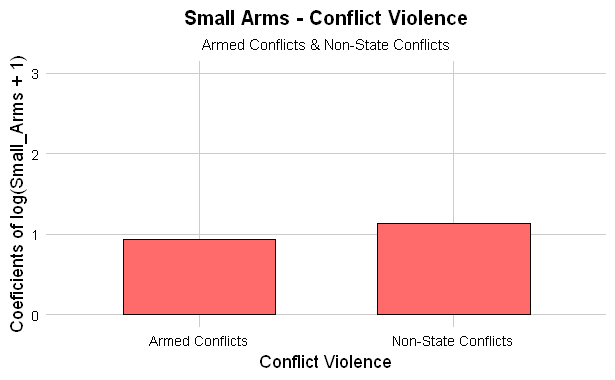 Small Arms - Conflict Violence
Armed Conflicts & Non-State Conflicts
Coeficients of log(Small_Arms + 1)
3
2
1
0
Armed Conflicts
Non-State Conflicts
Conflict Violence